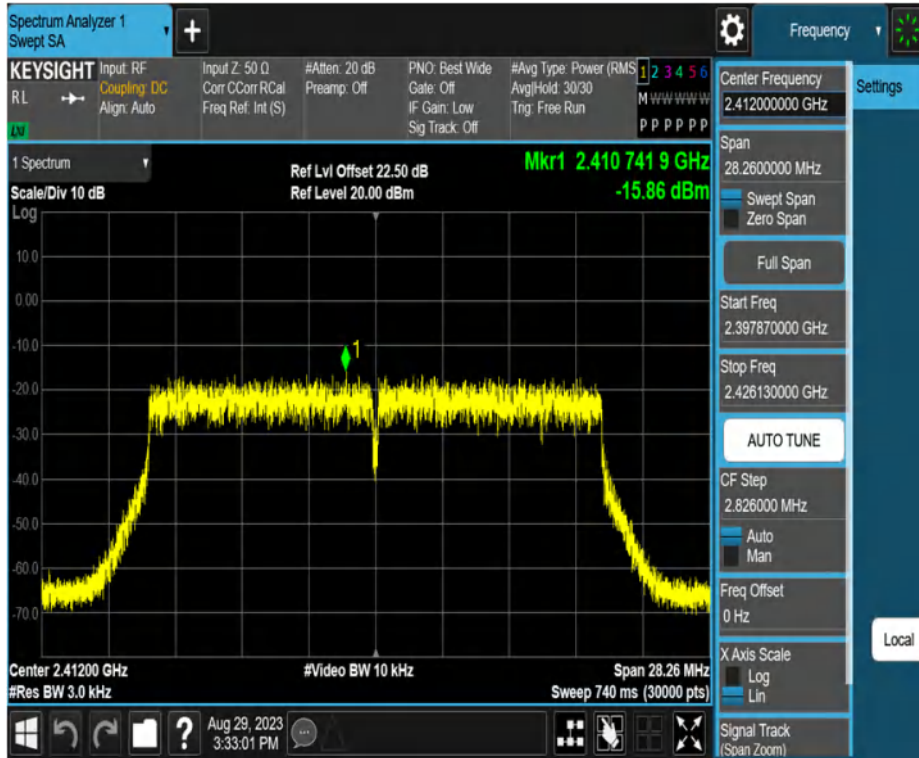 Spectrum Analyzer 1
Swept SA
Frequency
KEYSIGHT
RL
LXI
Input: RF
Coupling: DC
Align: Auto
Input Z: 50 Ω
Corr CCorr RCal
Freq Ref: Int (S)
#Atten: 20 dB
Preamp: Off
PNO: Best Wide
Gate: Off
IF Gain: Low
Sig Track: Off
#Avg Type: Power (RMS
Avg|Hold: 30/30
Trig: Free Run
1 2 3 4 5 6
M W W W W W
P P P P P P
Center Frequency
2.412000000 GHz
Settings
1 Spectrum
Scale/Div 10 dB
Log
Ref Lvl Offset 22.50 dB
Ref Level 20.00 dBm
Mkr1 2.410 741 9 GHz
-15.86 dBm
Span
28.2600000 MHz
Swept Span
Zero Span
Full Span
Start Freq
2.397870000 GHz
Stop Freq
2.426130000 GHz
AUTO TUNE
CF Step
2.826000 MHz
Auto
Man
Freq Offset
0 Hz
X Axis Scale
Log
Lin
Local
Signal Track
(Span Zoom)
10.0
0.00
-10.0
-20.0
-30.0
-40.0
-50.0
-60.0
-70.0
1
Center 2.41200 GHz
#Res BW 3.0 kHz
#Video BW 10 kHz
Span 28.26 MHz
Sweep 740 ms (30000 pts)
?
Aug 29, 2023
3:33:01 PM